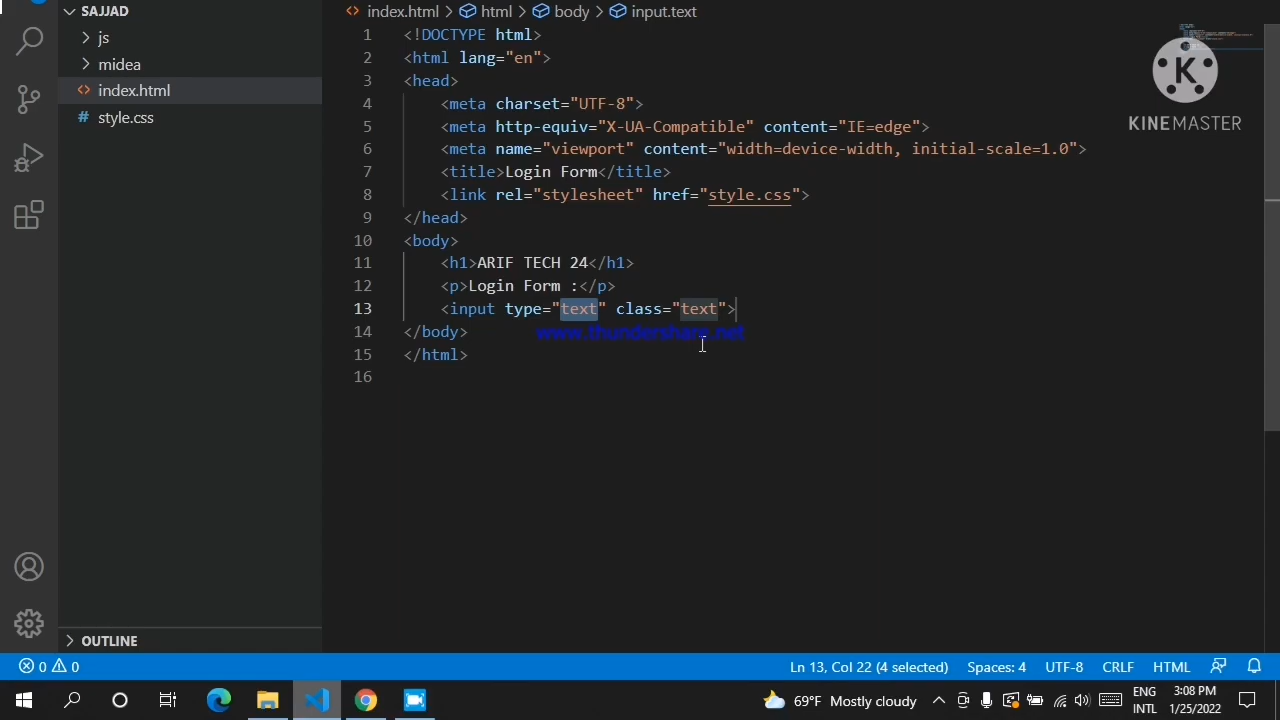 SAJJAD
js
midea
index.html
style.css
OUTLINE
index.html > html > body > input.text
1 <!DOCTYPE html>
2 <html lang="en">
3 <head>
4 <meta charset="UTF-8">
5 <meta http-equiv="X-UA-Compatible" content="IE=edge">
6 <meta name="viewport" content="width=device-width, initial-scale=1.0">
7 <title>Login Form</title>
8 <link rel="stylesheet" href="style.css">
9 </head>
10 <body>
11 <h1>ARIF TECH 24</h1>
12 <p>Login Form :</p>
13 <input type="text" class="text">
14 </body>
15 </html>
16
www.thundershare.net
K
KINEMASTER
0 0
Ln 13, Col 22 (4 selected) Spaces: 4 UTF-8 CRLF HTML
69°F Mostly cloudy
ENG
INTL
3:08 PM
1/25/2022